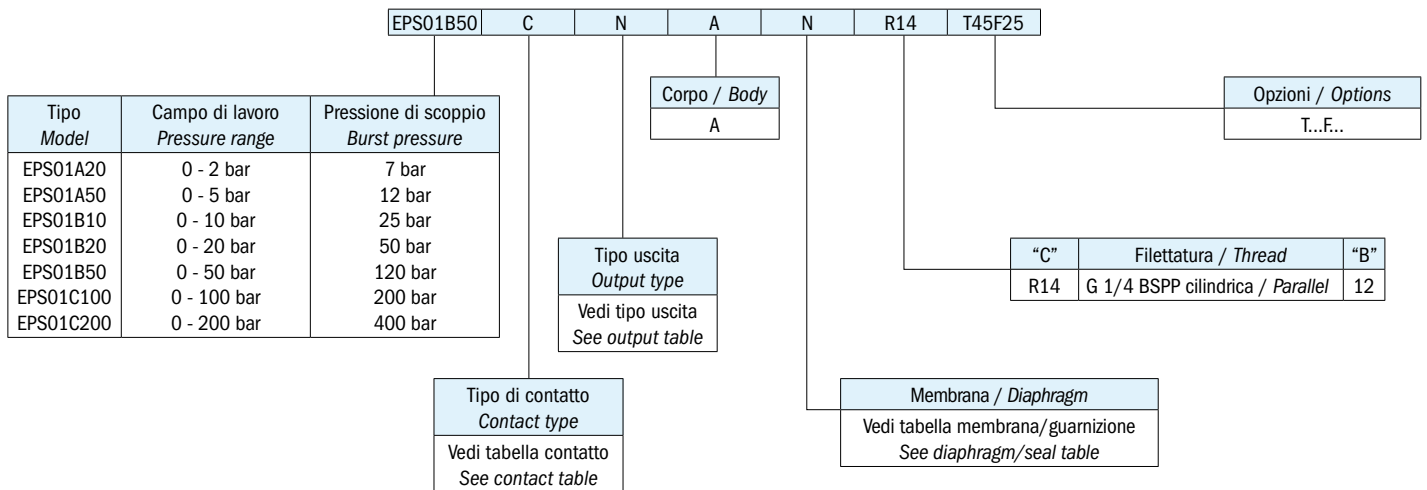 EPS01B50 C N A N R14 T45F25
Tipo Campo di lavoro Pressione di scoppio
Model Pressure range Burst pressure
EPS01A20 0 - 2 bar 7 bar
EPS01A50 0 - 5 bar 12 bar
EPS01B10 0 - 10 bar 25 bar
EPS01B20 0 - 20 bar 50 bar
EPS01B50 0 - 50 bar 120 bar
EPS01C100 0 - 100 bar 200 bar
EPS01C200 0 - 200 bar 400 bar
Corpo / Body
A
Opzioni / Options
T...F...
Tipo uscita
Output type
Vedi tipo uscita
See output table
“C” Filettatura / Thread “B”
R14 G 1/4 BSPP cilindrica / Parallel 12
Tipo di contatto
Contact type
Vedi tabella contatto
See contact table
Membrana / Diaphragm
Vedi tabella membrana/guarnizione
See diaphragm/seal table